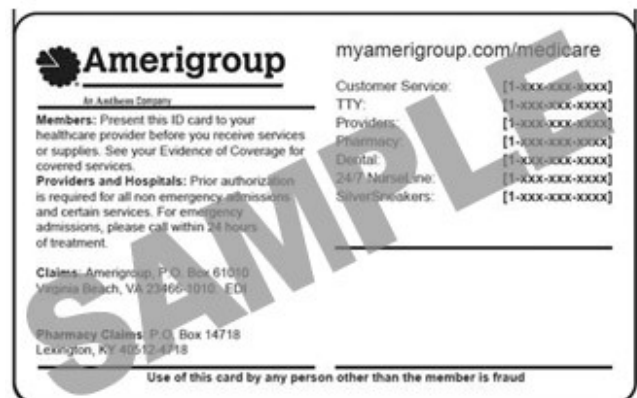 Amerigroup
An Anthem Company
Members: Present this ID card to your
healthcare provider before you receive services
or supplies. See your Evidence of Coverage for
covered services.
Providers and Hospitals: Prior authorization
is required for all non emergency admissions
and certain services. For emergency
admissions, please call within 24 hours
of treatment.
Claims: Amerigroup, P.O. Box 61010
Virginia Beach, VA 23466-1010. EDI
Pharmacy Claims: P.O. Box 14718
Lexington, KY 40512-4718
myamerigroup.com/medicare
Customer Service: [1-xxx-xxx-xxxx]
TTY: [1-xxx-xxx-xxxx]
Providers: [1-xxx-xxx-xxxx]
Pharmacy: [1-xxx-xxx-xxxx]
Dental: [1-xxx-xxx-xxxx]
24/7 NurseLine: [1-xxx-xxx-xxxx]
SilverSneakers: [1-xxx-xxx-xxxx]
Use of this card by any person other than the member is fraud
SAMPLE